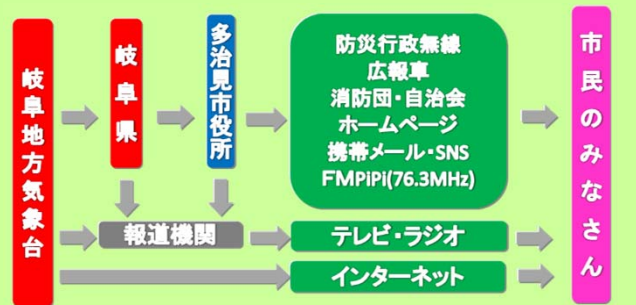 岐阜地方気象台
岐阜県
多治見市役所
防災行政無線
広報車
消防団・自治会
ホームページ
携帯メール・SNS
FMPiPi(76.3MHz)
市民のみなさん
報道機関
テレビ・ラジオ
インターネット